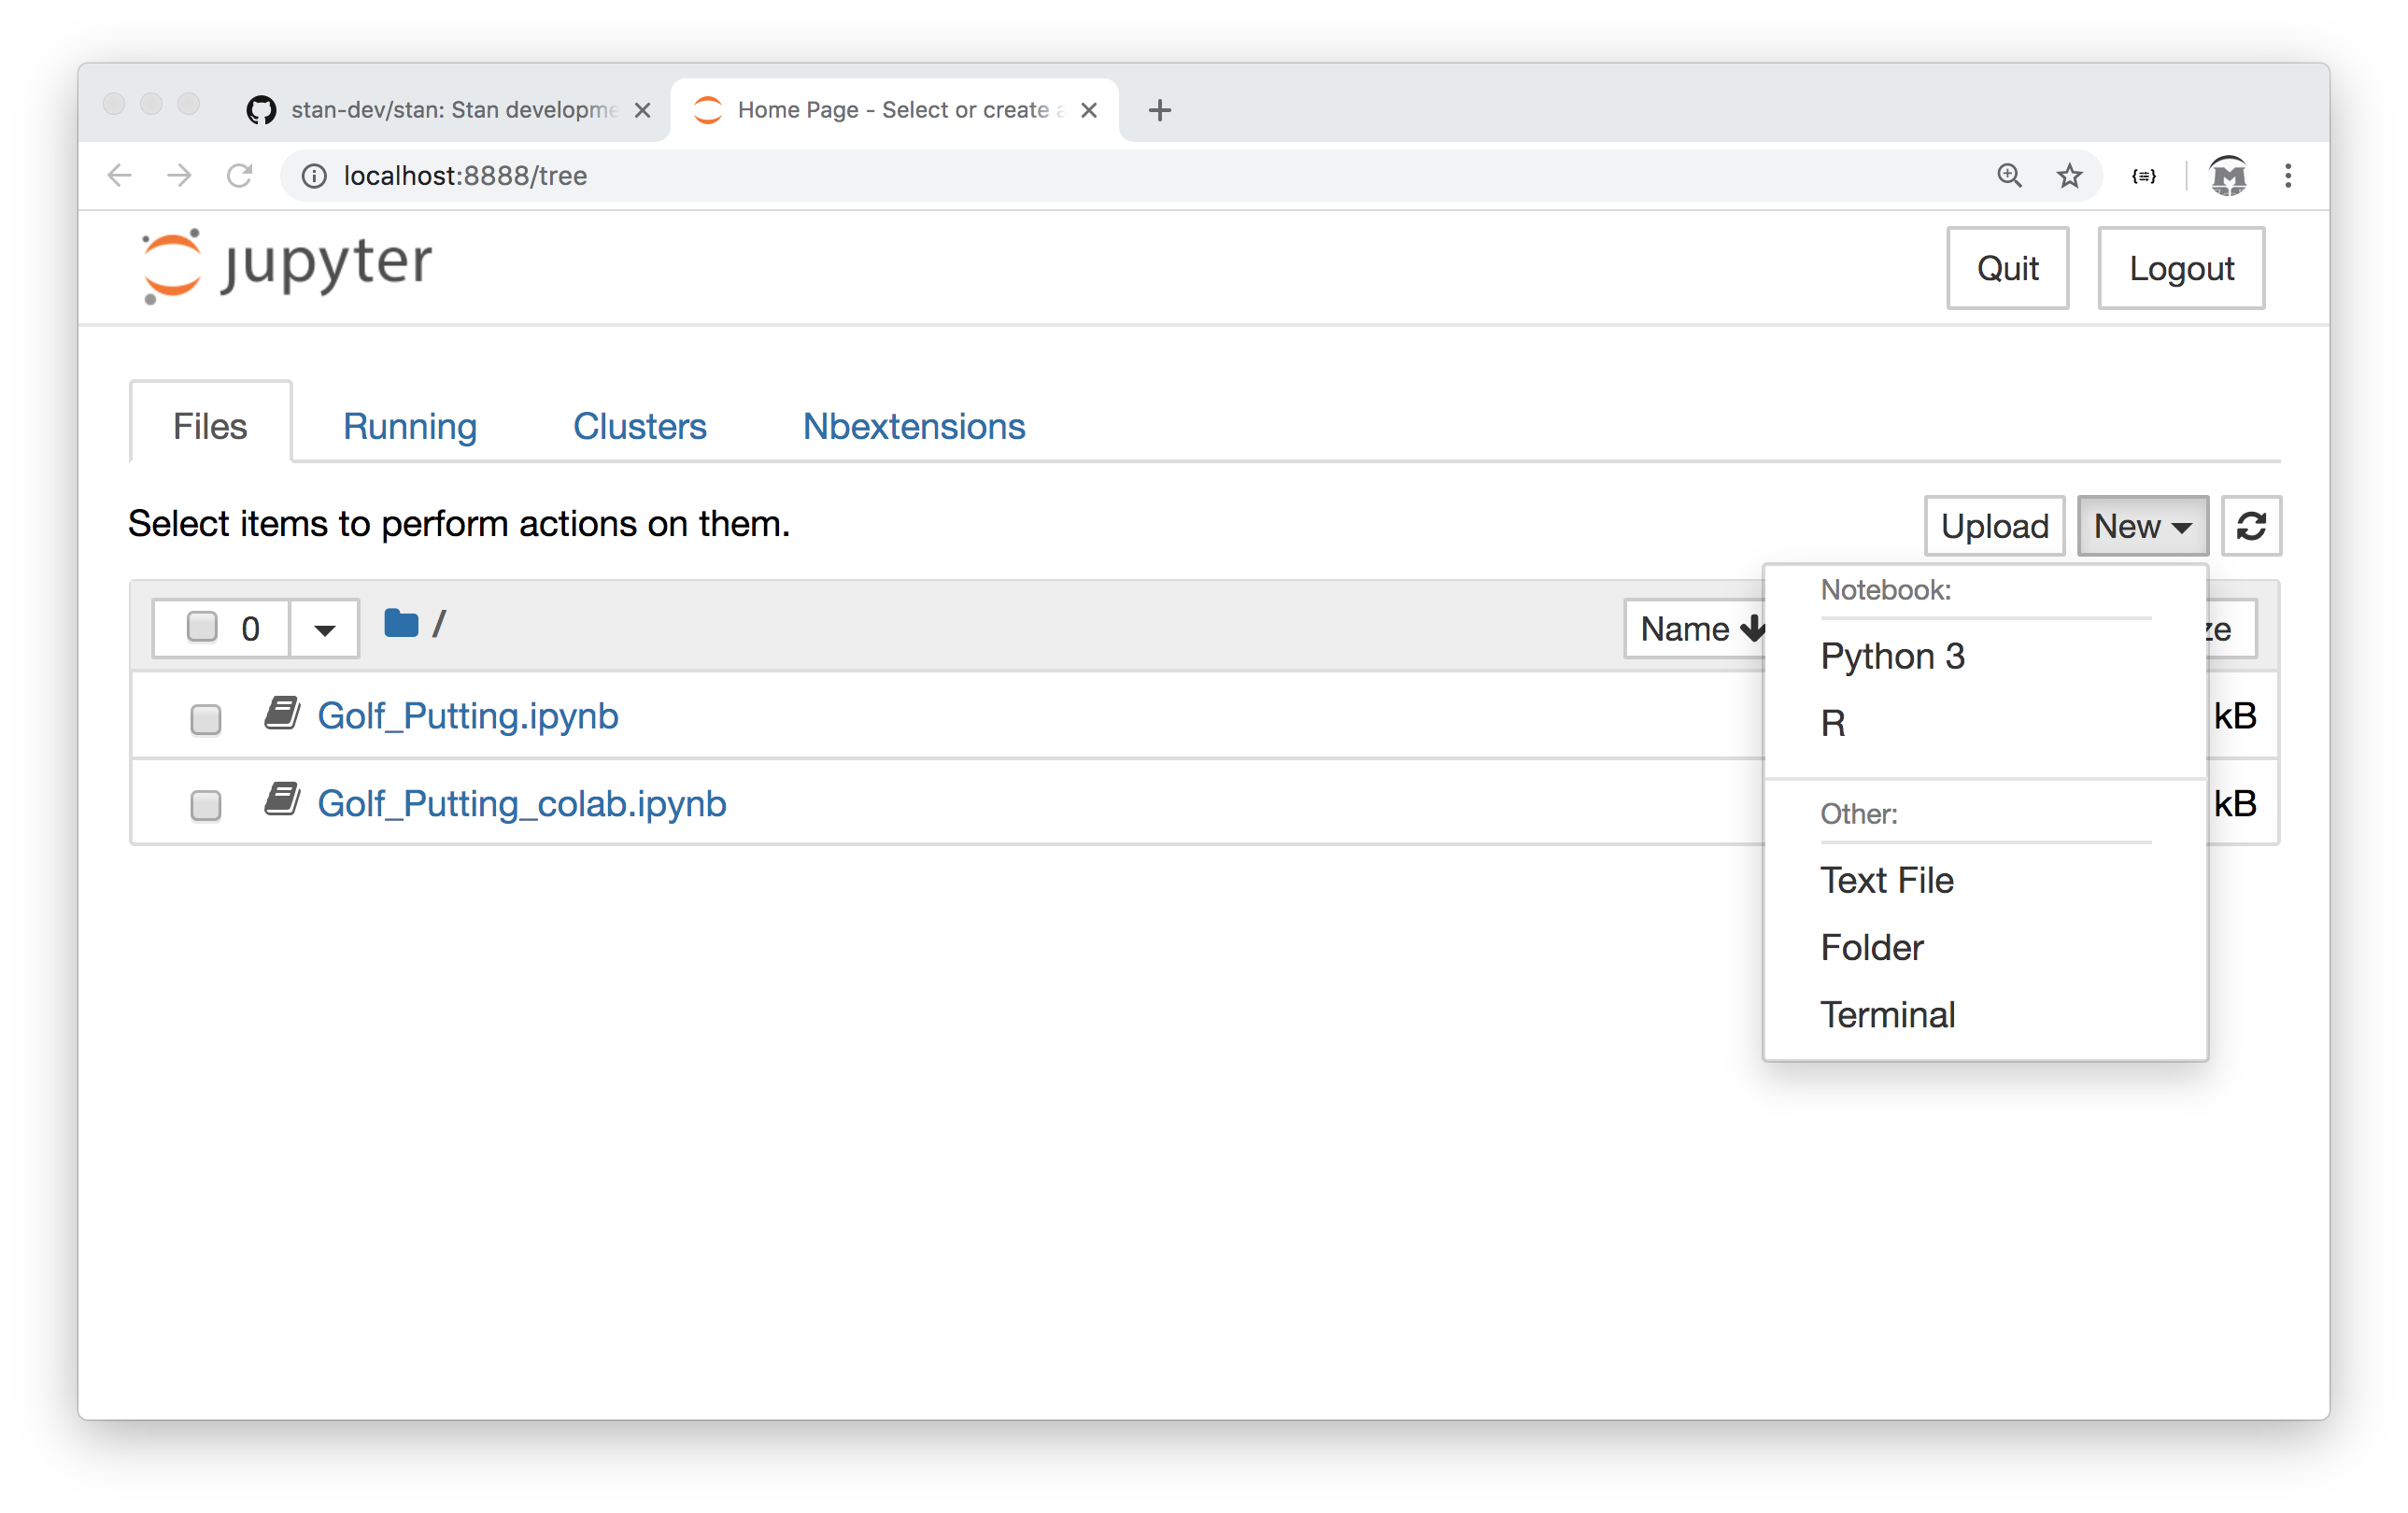 stan-dev/stan: Stan developme
Home Page - Select or create a
localhost:8888/tree
jupyter
Quit
Logout
Files
Running
Clusters
Nbextensions
Select items to perform actions on them.
Upload
New
0
/
Name
ze
Notebook:
Python 3
R
Golf_Putting.ipynb
kB
Golf_Putting_colab.ipynb
kB
Other:
Text File
Folder
Terminal